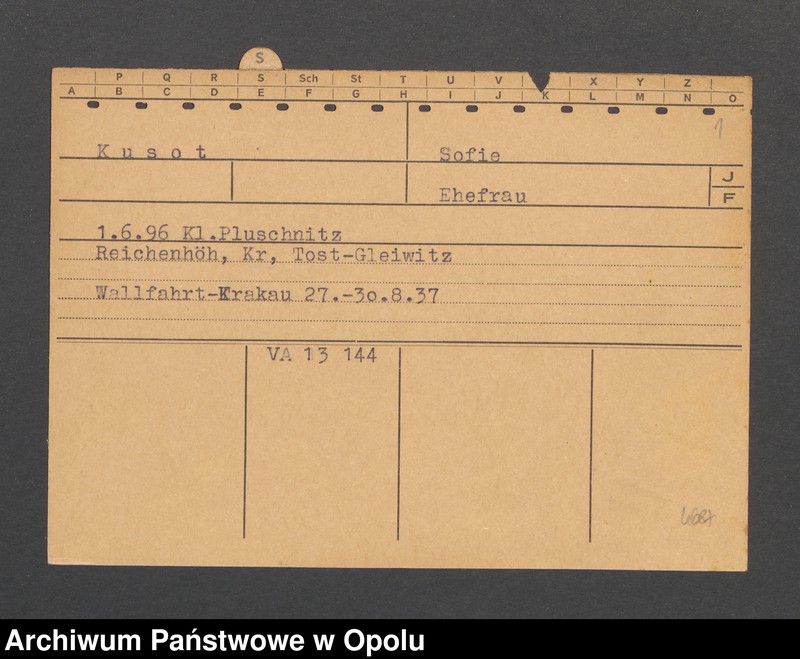 S
P Q R S Sch St T U V X Y Z
A B C D E F G H I J K L M N O
1
Kusot Sofie
Ehefrau J
F
1.6.96 Kl.Pluschnitz
Reichenhöh, Kr, Tost-Gleiwitz
Wallfahrt-Krakau 27.-3o.8.37
VA 13 144
Archiwum Państwowe w Opolu